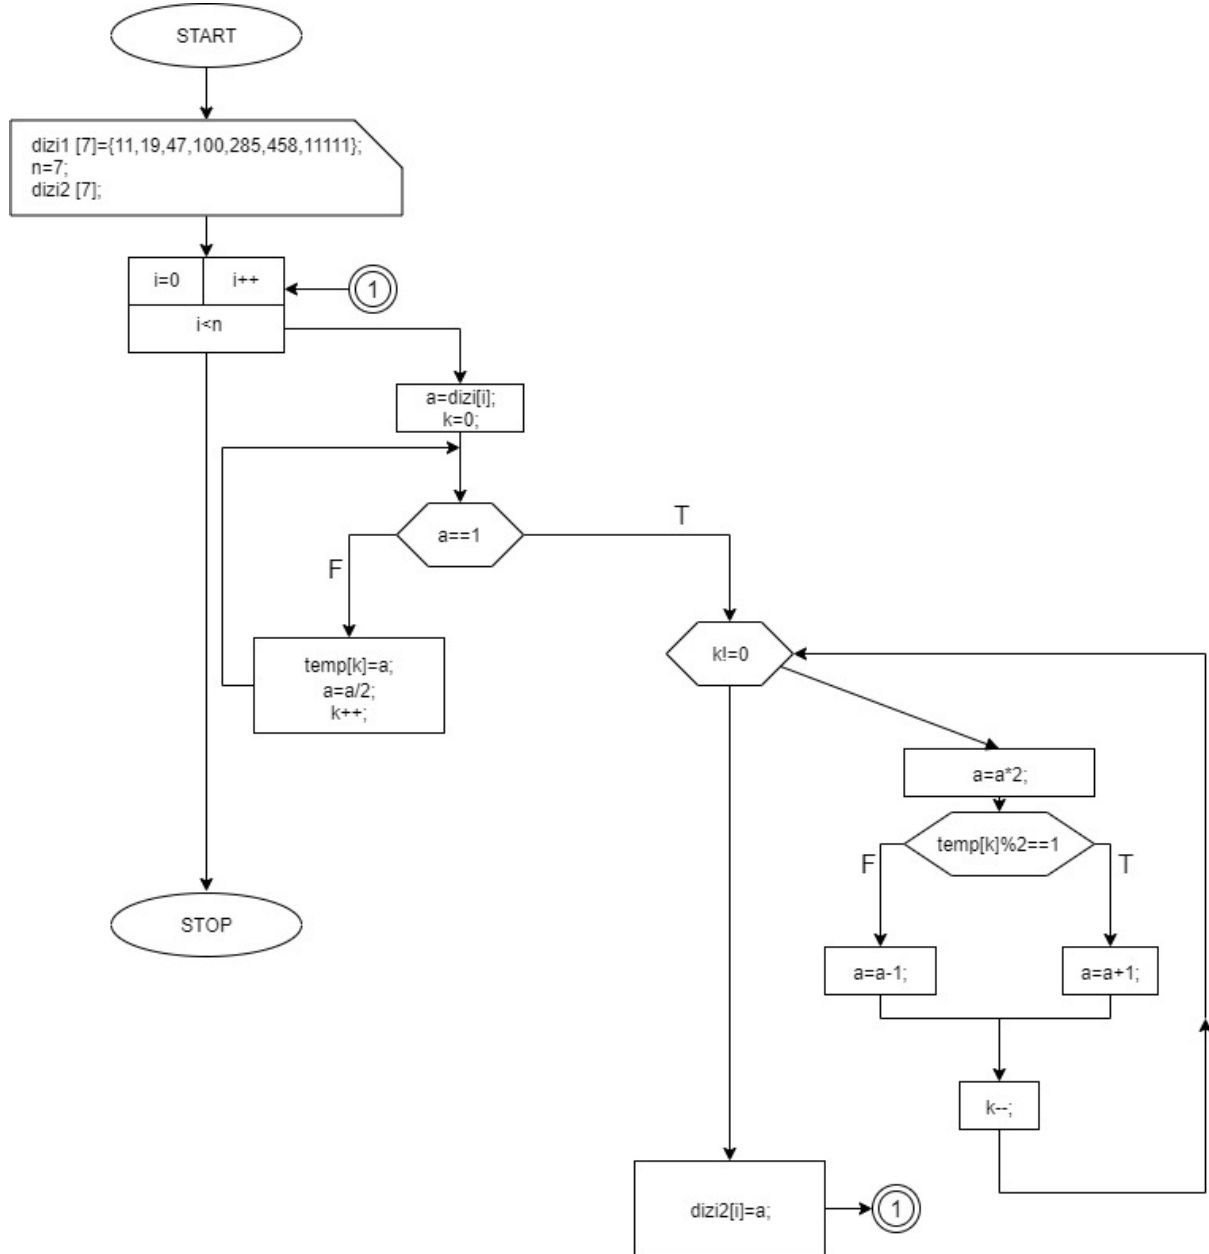 START
dizi1 [7]={11,19,47,100,285,458,11111};
n=7;
dizi2 [7];
i=0
i++
1
i<n
a=dizi[i];
k=0;
a==1
T
F
k!=0
temp[k]=a;
a=a/2;
k++;
a=a*2;
temp[k]%2==1
F
T
STOP
a=a-1;
a=a+1;
k--;
dizi2[i]=a;
1